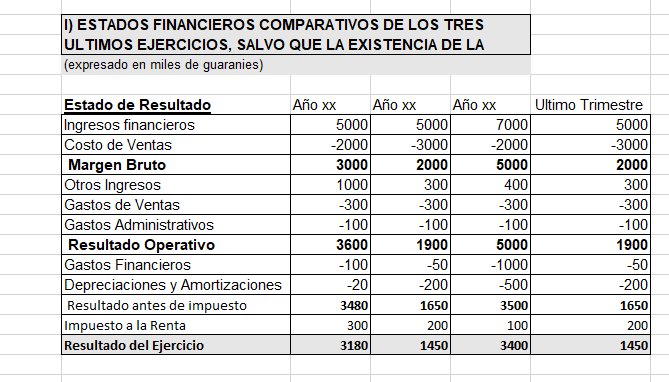 I) ESTADOS FINANCIEROS COMPARATIVOS DE LOS TRES
ULTIMOS EJERCICIOS, SALVO QUE LA EXISTENCIA DE LA
(expresado en miles de guaranies)
Estado de Resultado Año xx Año xx Año xx Ultimo Trimestre
Ingresos financieros 5000 5000 7000 5000
Costo de Ventas -2000 -3000 -2000 -3000
Margen Bruto 3000 2000 5000 2000
Otros Ingresos 1000 300 400 300
Gastos de Ventas -300 -300 -300 -300
Gastos Administrativos -100 -100 -100 -100
Resultado Operativo 3600 1900 5000 1900
Gastos Financieros -100 -50 -1000 -50
Depreciaciones y Amortizaciones -20 -200 -500 -200
Resultado antes de impuesto 3480 1650 3500 1650
Impuesto a la Renta 300 200 100 200
Resultado del Ejercicio 3180 1450 3400 1450